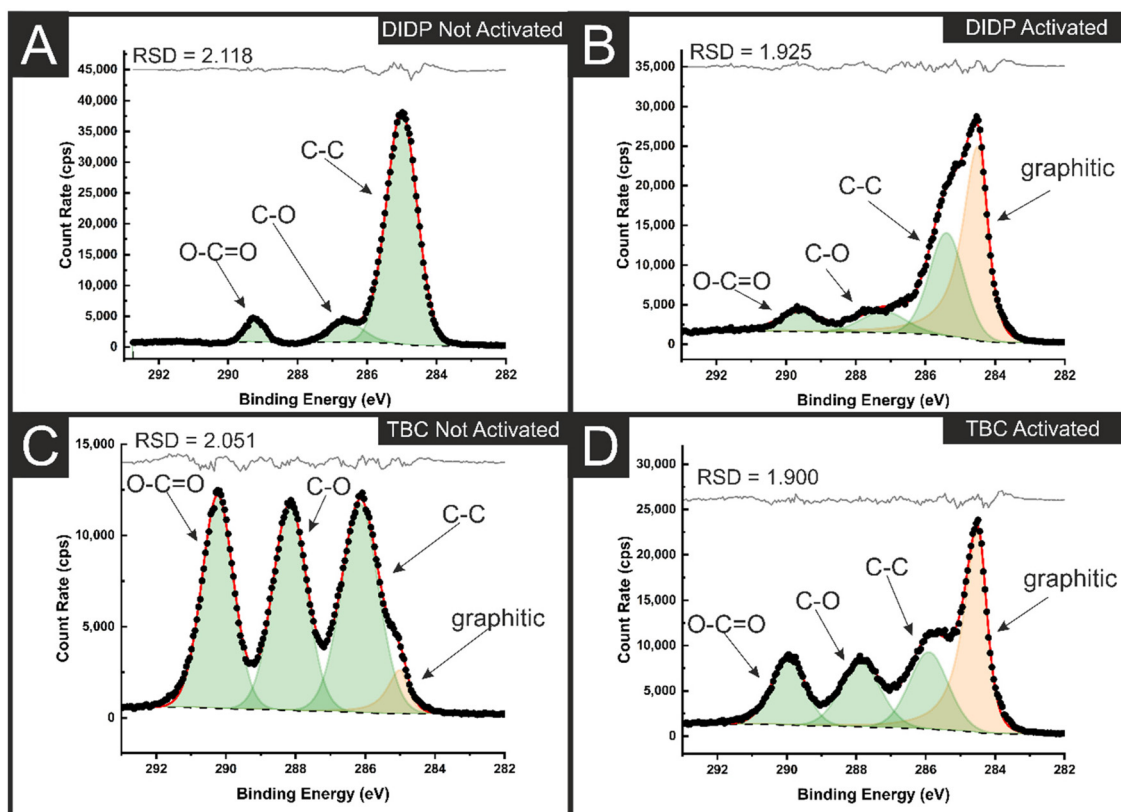 A
DIDP Not Activated
RSD = 2.118
45,000
40,000
35,000
30,000
25,000
20,000
15,000
10,000
5,000
0
Count Rate (cps)
C-C
C-O
O-C=O
292 290 288 286 284 282
Binding Energy (eV)
B
DIDP Activated
RSD = 1.925
35,000
30,000
25,000
20,000
15,000
10,000
5,000
0
Count Rate (cps)
graphitic
C-C
C-O
O-C=O
292 290 288 286 284 282
Binding Energy (eV)
C
TBC Not Activated
RSD = 2.051
15,000
10,000
5,000
0
Count Rate (cps)
O-C=O
C-O
C-C
graphitic
292 290 288 286 284 282
Binding Energy (eV)
D
TBC Activated
RSD = 1.900
30,000
25,000
20,000
15,000
10,000
5,000
0
Count Rate (cps)
C-C
graphitic
C-O
O-C=O
292 290 288 286 284 282
Binding Energy (eV)